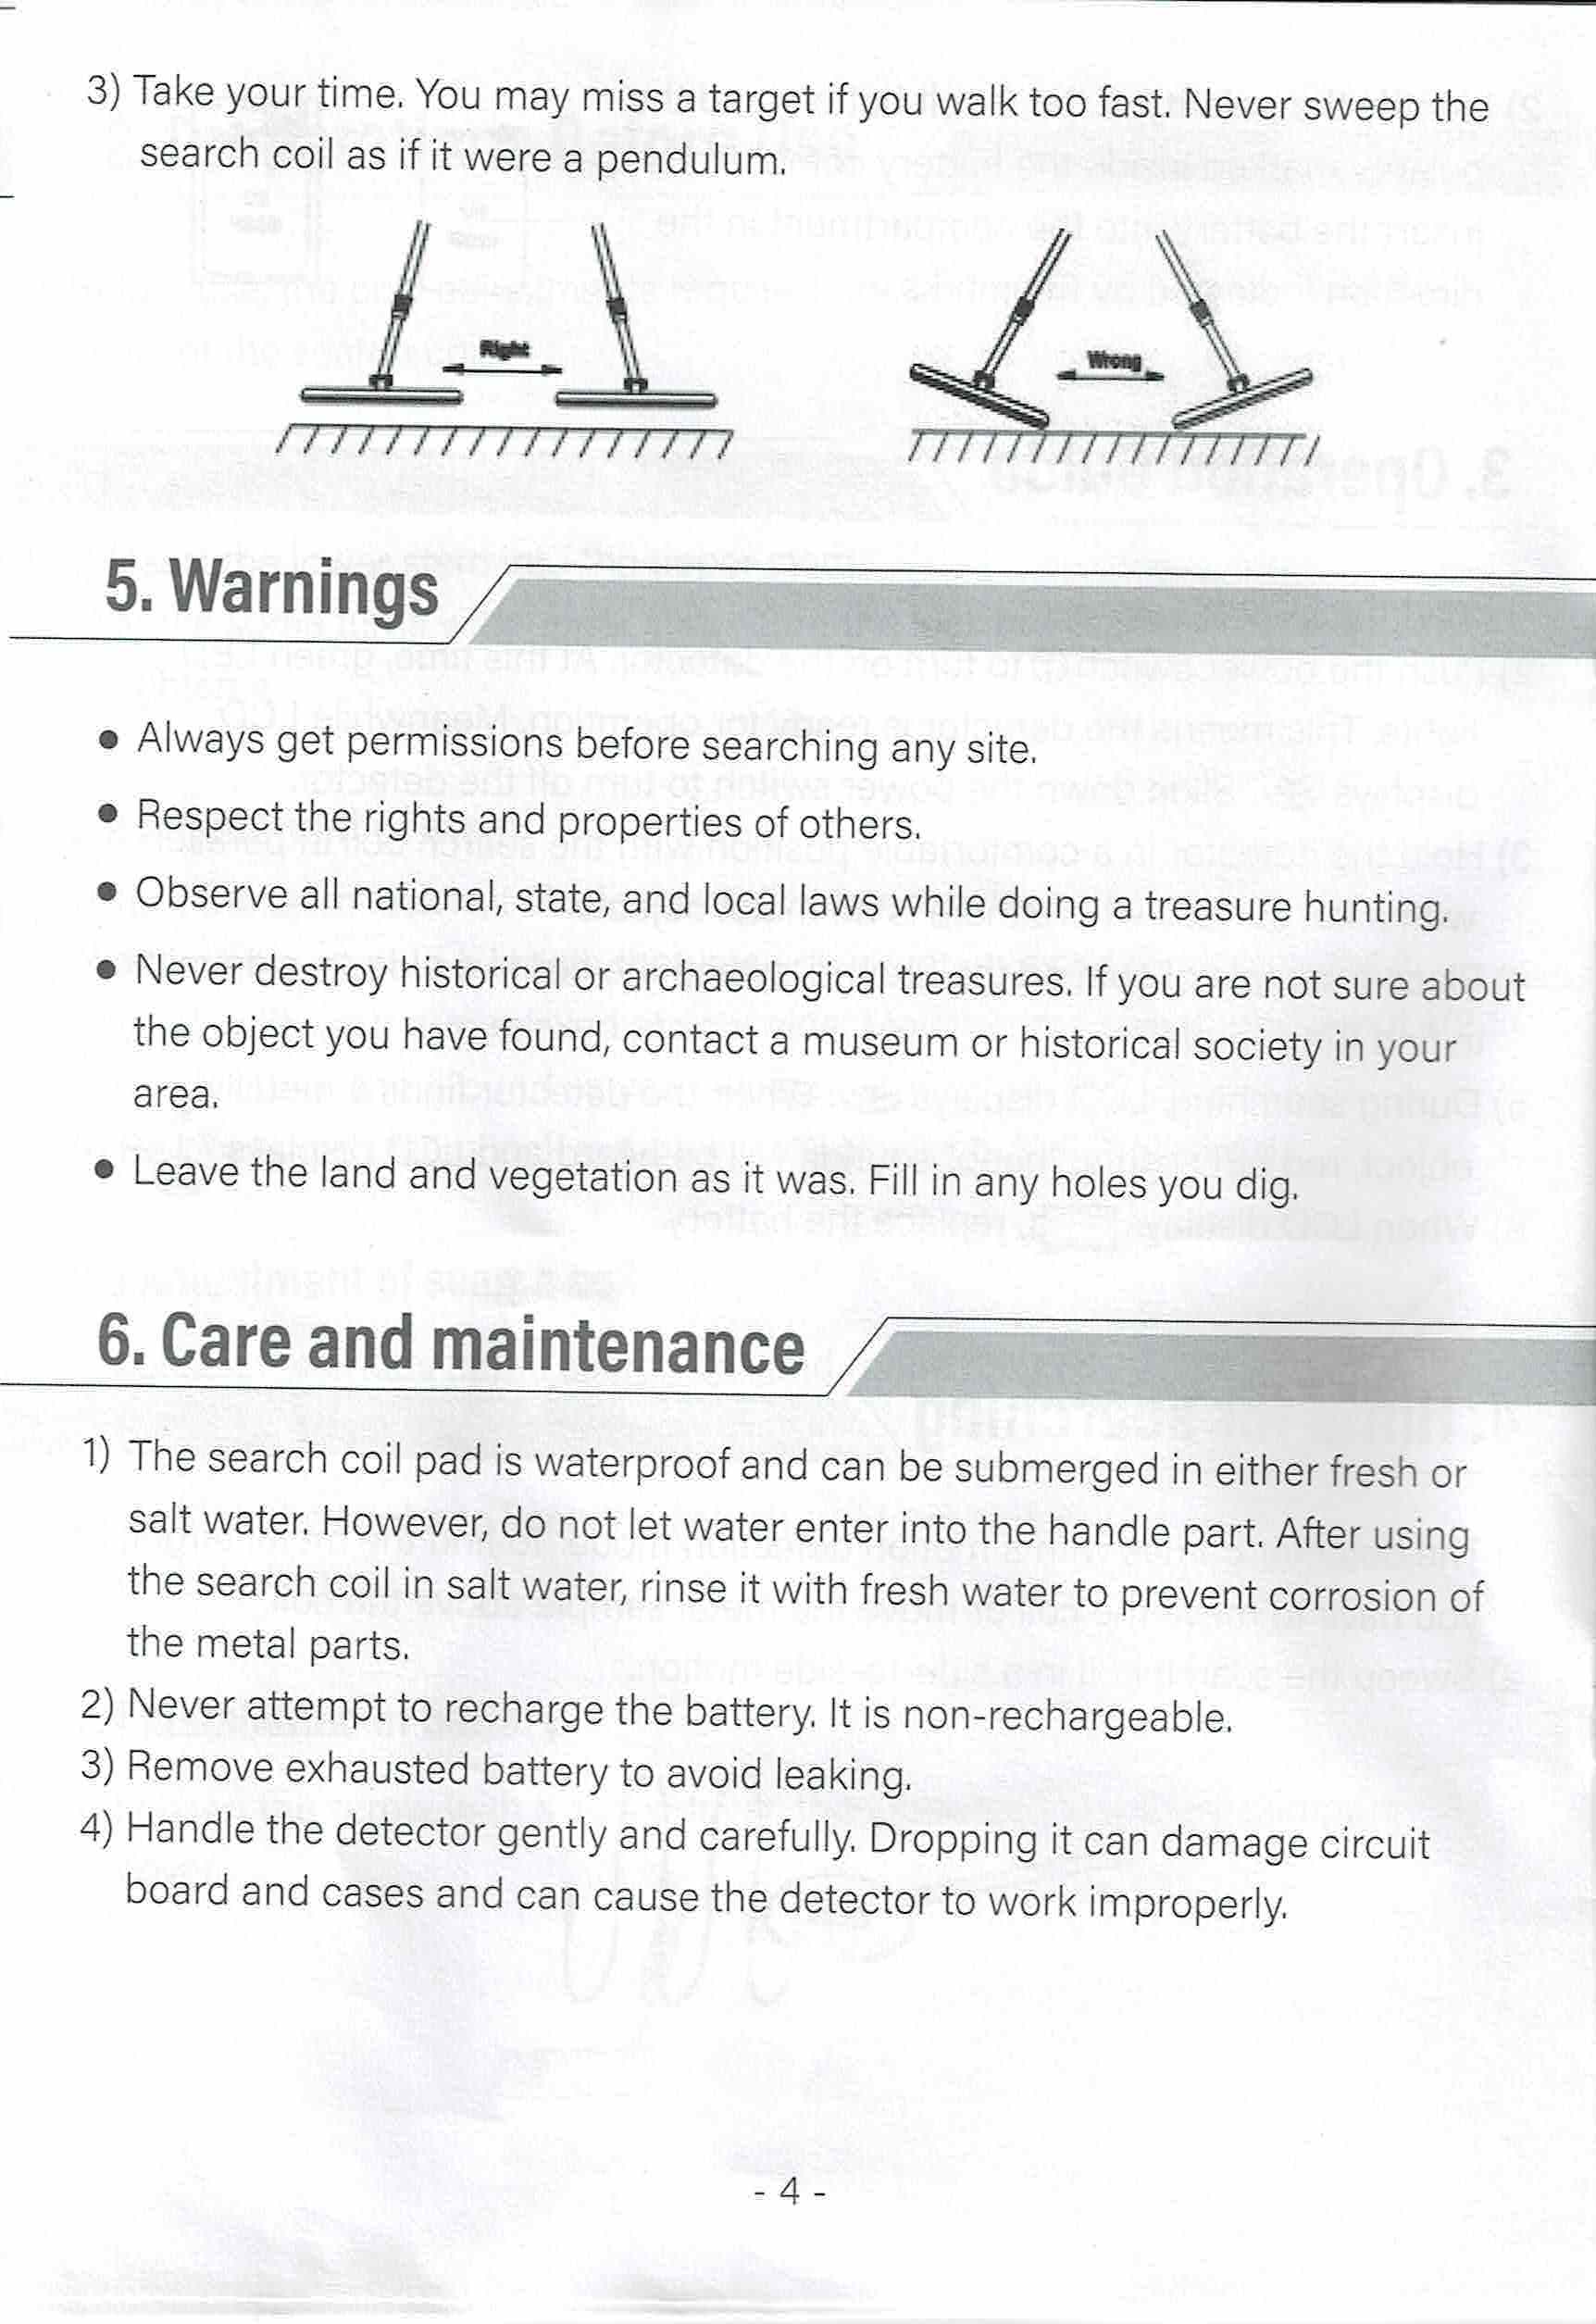 3) Take your time. You may miss a target if you walk too fast. Never sweep the
search coil as if it were a pendulum.
Right
Wrong
5. Warnings
● Always get permissions before searching any site.
● Respect the rights and properties of others.
● Observe all national, state, and local laws while doing a treasure hunting.
● Never destroy historical or archaeological treasures. If you are not sure about
the object you have found, contact a museum or historical society in your
area.
● Leave the land and vegetation as it was. Fill in any holes you dig.
6. Care and maintenance
1) The search coil pad is waterproof and can be submerged in either fresh or
salt water. However, do not let water enter into the handle part. After using
the search coil in salt water, rinse it with fresh water to prevent corrosion of
the metal parts.
2) Never attempt to recharge the battery. It is non-rechargeable.
3) Remove exhausted battery to avoid leaking.
4) Handle the detector gently and carefully. Dropping it can damage circuit
board and cases and can cause the detector to work improperly.
- 4 -